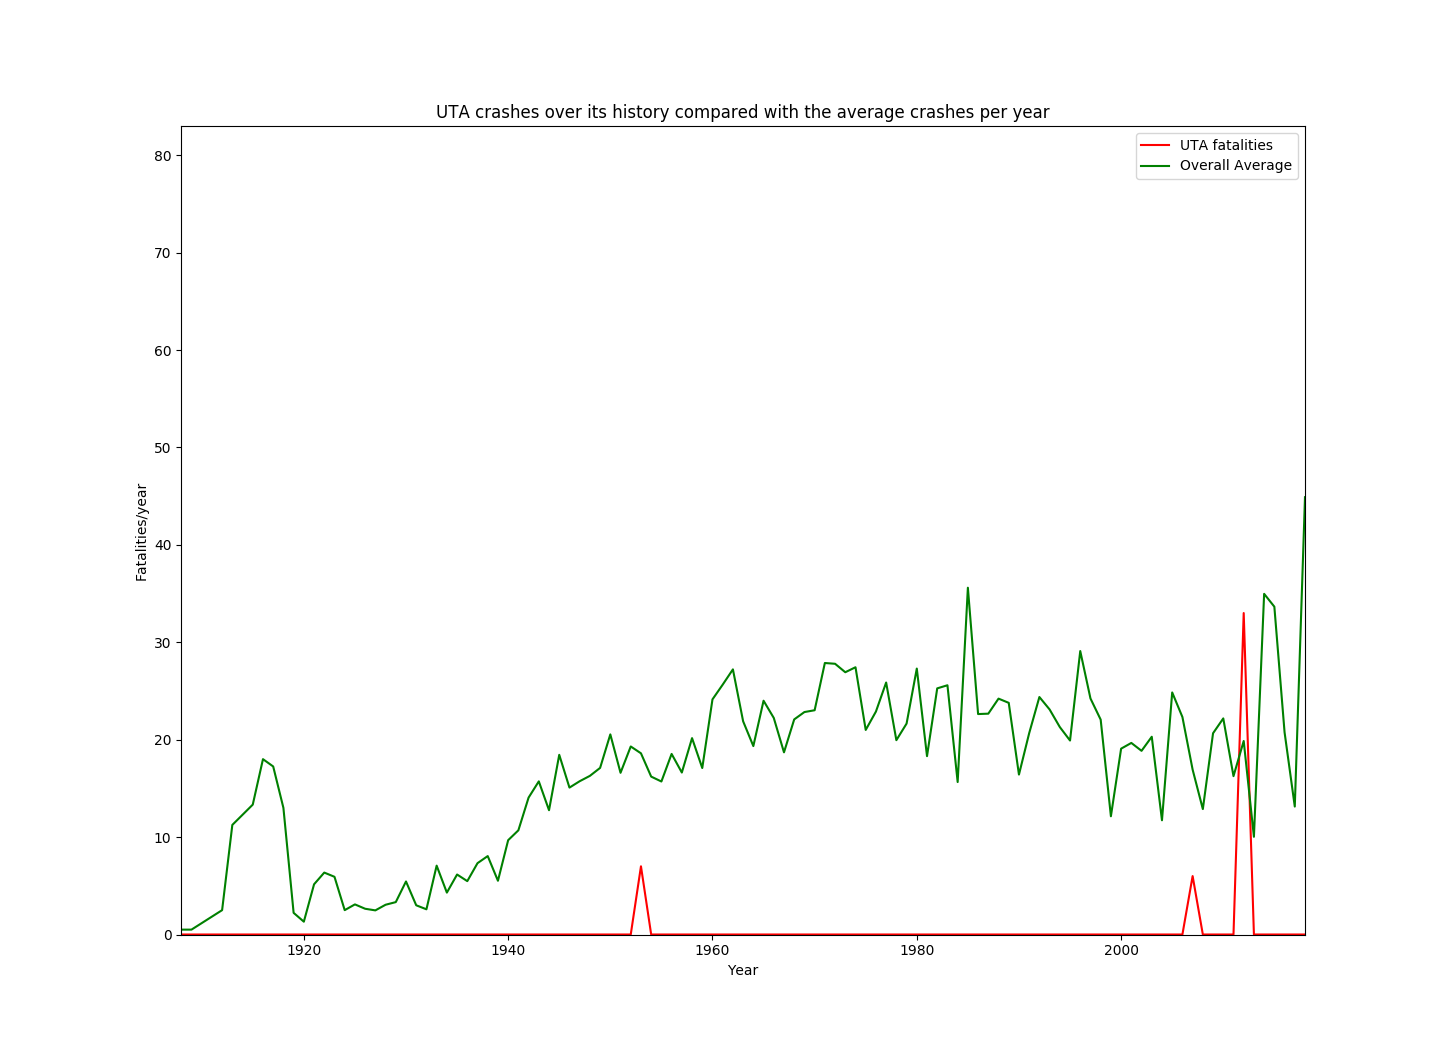 UTA crashes over its history compared with the average crashes per year
UTA fatalities
Overall Average
80
70
60
50
40
30
20
10
0
Fatalities/year
1920 1940 1960 1980 2000
Year